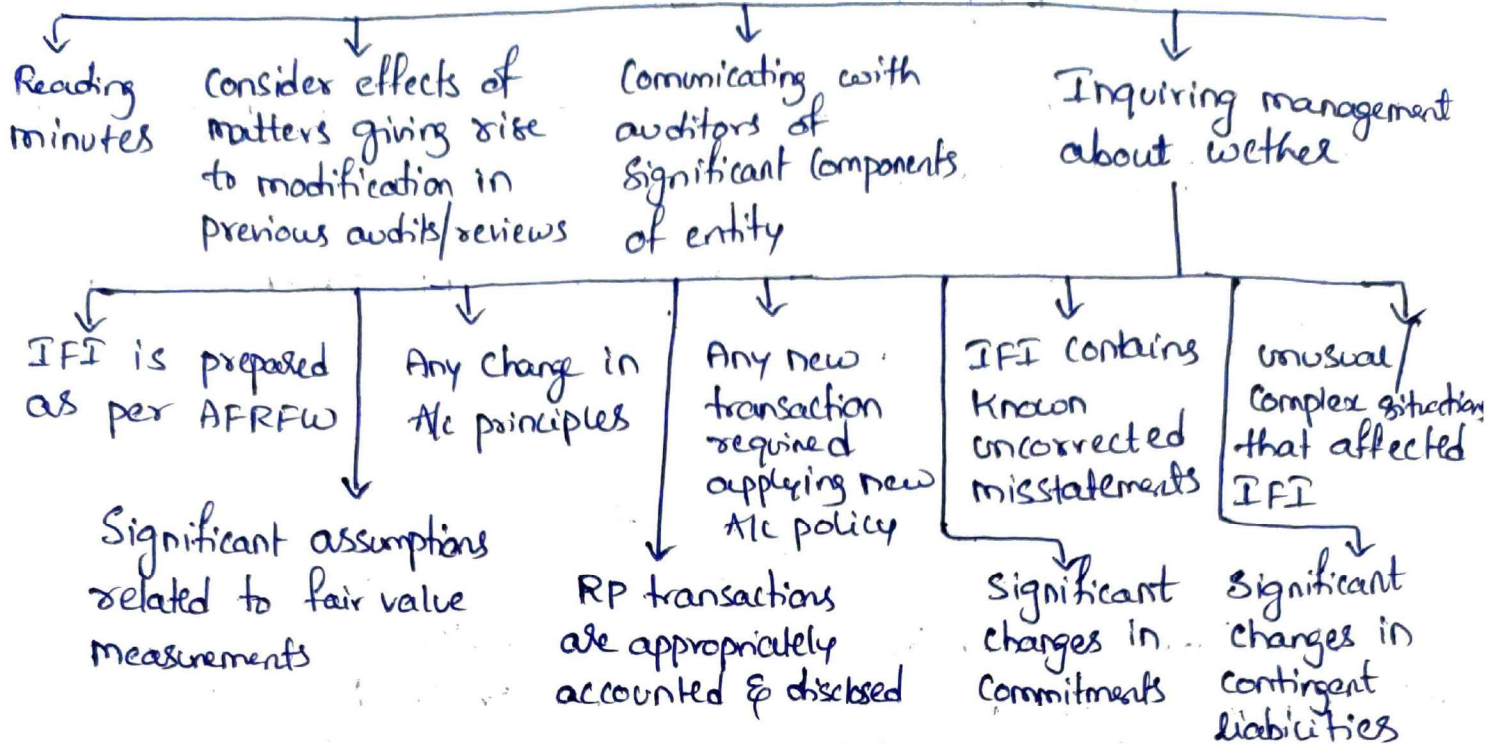 Reading
minutes
Consider effects of
matters giving rise
to modification in
previous audits/reviews
Comunicating with
auditors of
Significant Components
of entity
Inquiring management
about wether
IFI is prepared
as per AFRFW
Any change in
A/c principles
Any new
transaction
required
applying new
A/c policy
IFI contains
Known
uncorrected
misstatements
unusual/
Complex situation
that affected
IFI
Significant assumptions
related to fair value
measurements
RP transactions
are appropriately
accounted & disclosed
Significant
changes in
Commitments
Significant
changes in
contingent
liabilities